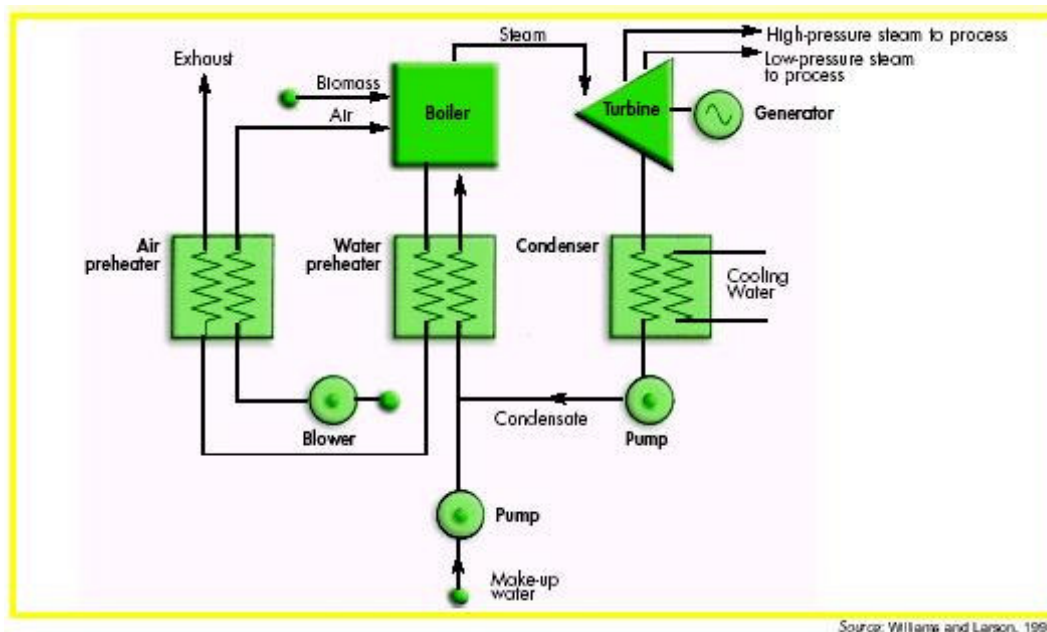 Steam
High-pressure steam to process
Low-pressure steam
to process
Exhaust
Biomass
Air
Boiler
Turbine
Generator
Air
preheater
Water
preheater
Condenser
Cooling
Water
Blower
Condensate
Pump
Pump
Make-up
water
Source: Williams and Larson, 199